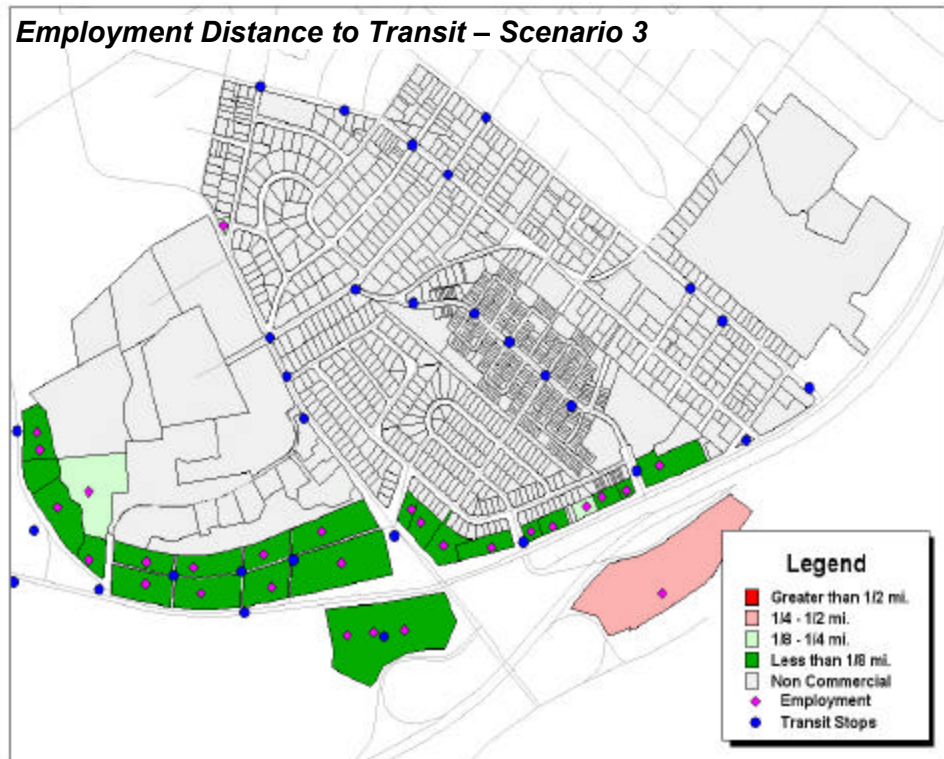 Employment Distance to Transit – Scenario 3
Legend
Greater than 1/2 mi.
1/4 - 1/2 mi.
1/8 - 1/4 mi.
Less than 1/8 mi.
Non Commercial
Employment
Transit Stops